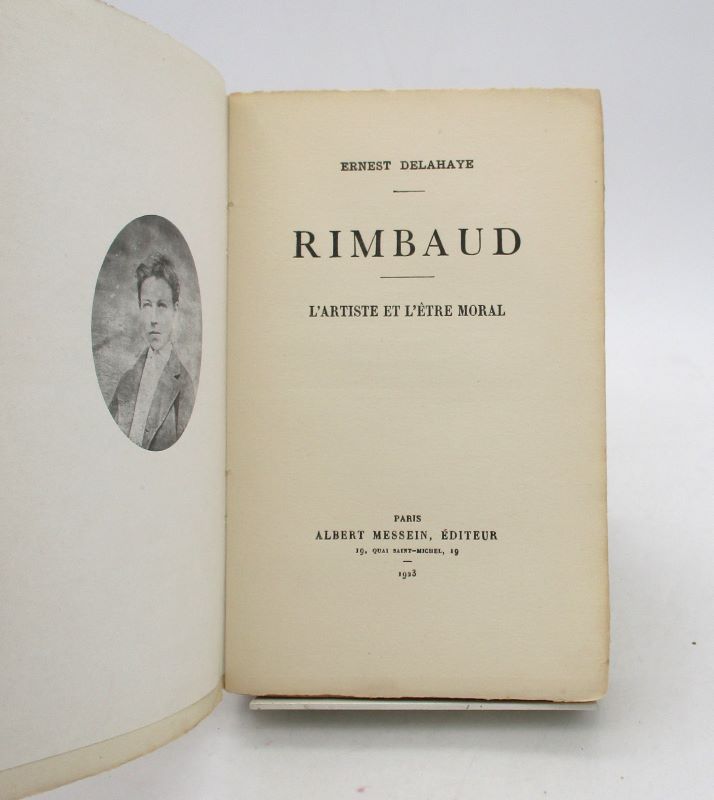 ERNEST DELAHAYE
RIMBAUD
L'ARTISTE ET L'ÊTRE MORAL
PARIS
ALBERT MESSEIN, ÉDITEUR
19, QUAI SAINT-MICHEL, 19
1923